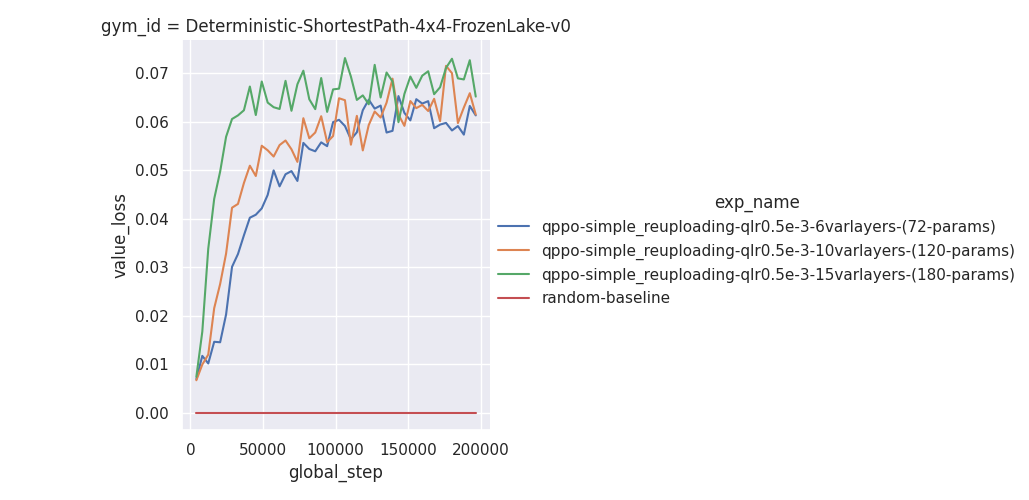 gym_id = Deterministic-ShortestPath-4x4-FrozenLake-v0
0.07
0.06
0.05
0.04
0.03
0.02
0.01
0.00
value_loss
0 50000 100000 150000 200000
global_step
exp_name
qppo-simple_reuploading-qlr0.5e-3-6varlayers-(72-params)
qppo-simple_reuploading-qlr0.5e-3-10varlayers-(120-params)
qppo-simple_reuploading-qlr0.5e-3-15varlayers-(180-params)
random-baseline